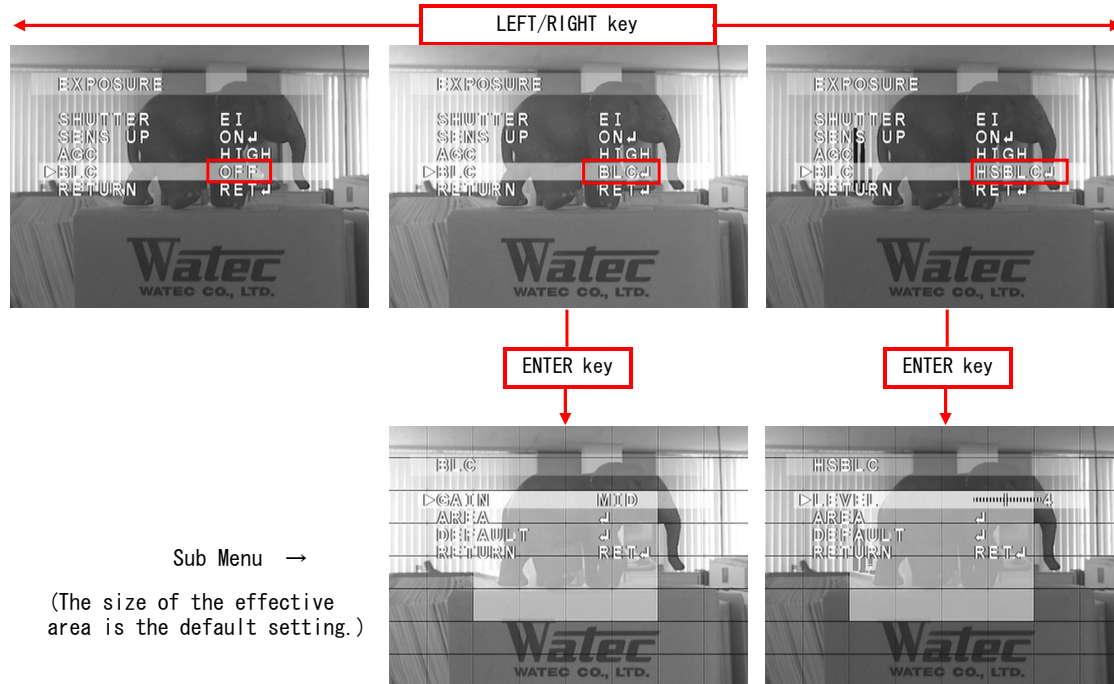 LEFT/RIGHT key
EXPOSURE
SHUTTER EI
SENS UP ON↲
AGC HIGH
▷BLC OFF
RETURN RET↲
Watec
WATEC CO., LTD.
EXPOSURE
SHUTTER EI
SENS UP ON↲
AGC HIGH
▷BLC BLC↲
RETURN RET↲
Watec
WATEC CO., LTD.
EXPOSURE
SHUTTER EI
SENS UP ON↲
AGC HIGH
▷BLC HSBLC↲
RETURN RET↲
Watec
WATEC CO., LTD.
ENTER key
ENTER key
BLC
▷GAIN MID
AREA ↲
DEFAULT ↲
RETURN RET↲
Watec
WATEC CO., LTD.
HSBLC
▷LEVEL 4
AREA ↲
DEFAULT ↲
RETURN RET↲
Watec
WATEC CO., LTD.
Sub Menu →
(The size of the effective
area is the default setting.)